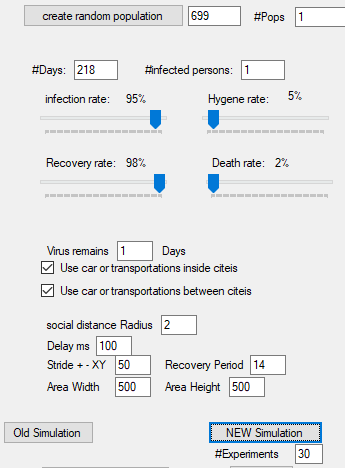 create random population 699 #Pops 1
#Days: 218 #infected persons: 1
infection rate: 95% Hygene rate: 5%
Recovery rate: 98% Death rate: 2%
Virus remains 1 Days
Use car or transportations inside citeis
Use car or transportations between citeis
social distance Radius 2
Delay ms 100
Stride + - XY 50 Recovery Period 14
Area Width 500 Area Height 500
Old Simulation NEW Simulation
#Experiments 30